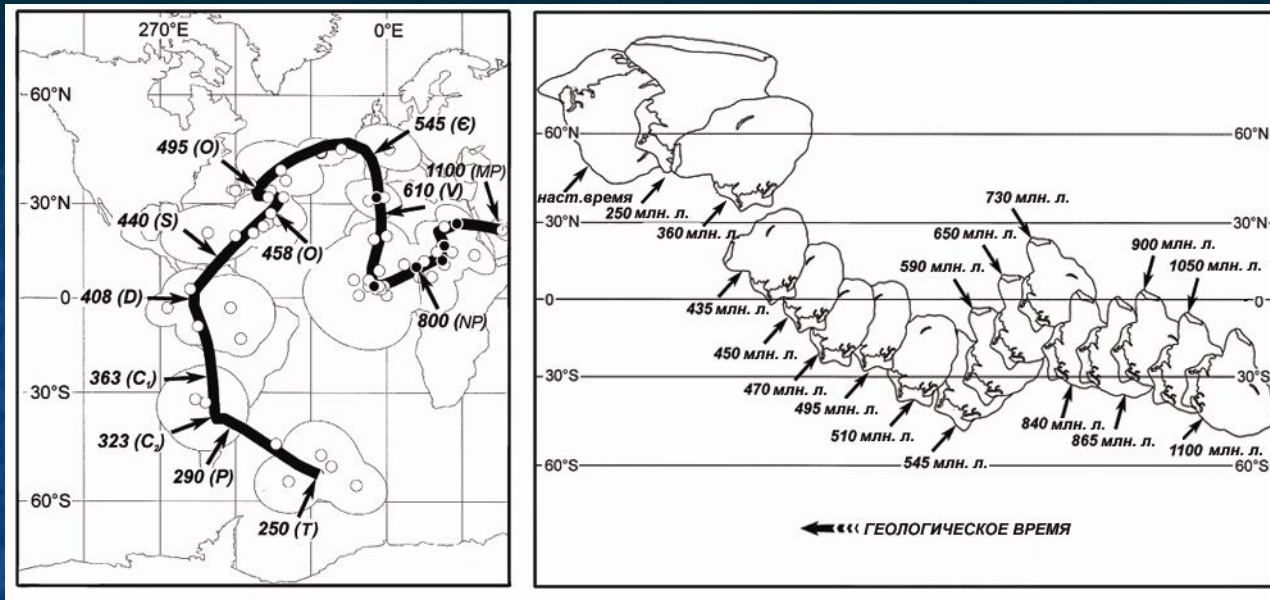 270°E
0°E
60°N
30°N
0
30°S
60°S
545 (Є)
495 (O)
1100 (MP)
610 (V)
440 (S)
458 (O)
408 (D)
800 (NP)
363 (C₁)
323 (C₂)
290 (P)
250 (T)
60°N
60°N
наст.время
250 млн. л.
360 млн. л.
730 млн. л.
30°N
30°N
650 млн. л.
900 млн. л.
590 млн. л.
1050 млн. л.
0
0
435 млн. л.
450 млн. л.
470 млн. л.
30°S
30°S
495 млн. л.
510 млн. л.
840 млн. л.
865 млн. л.
545 млн. л.
1100 млн. л.
60°S
60°S
ГЕОЛОГИЧЕСКОЕ ВРЕМЯ